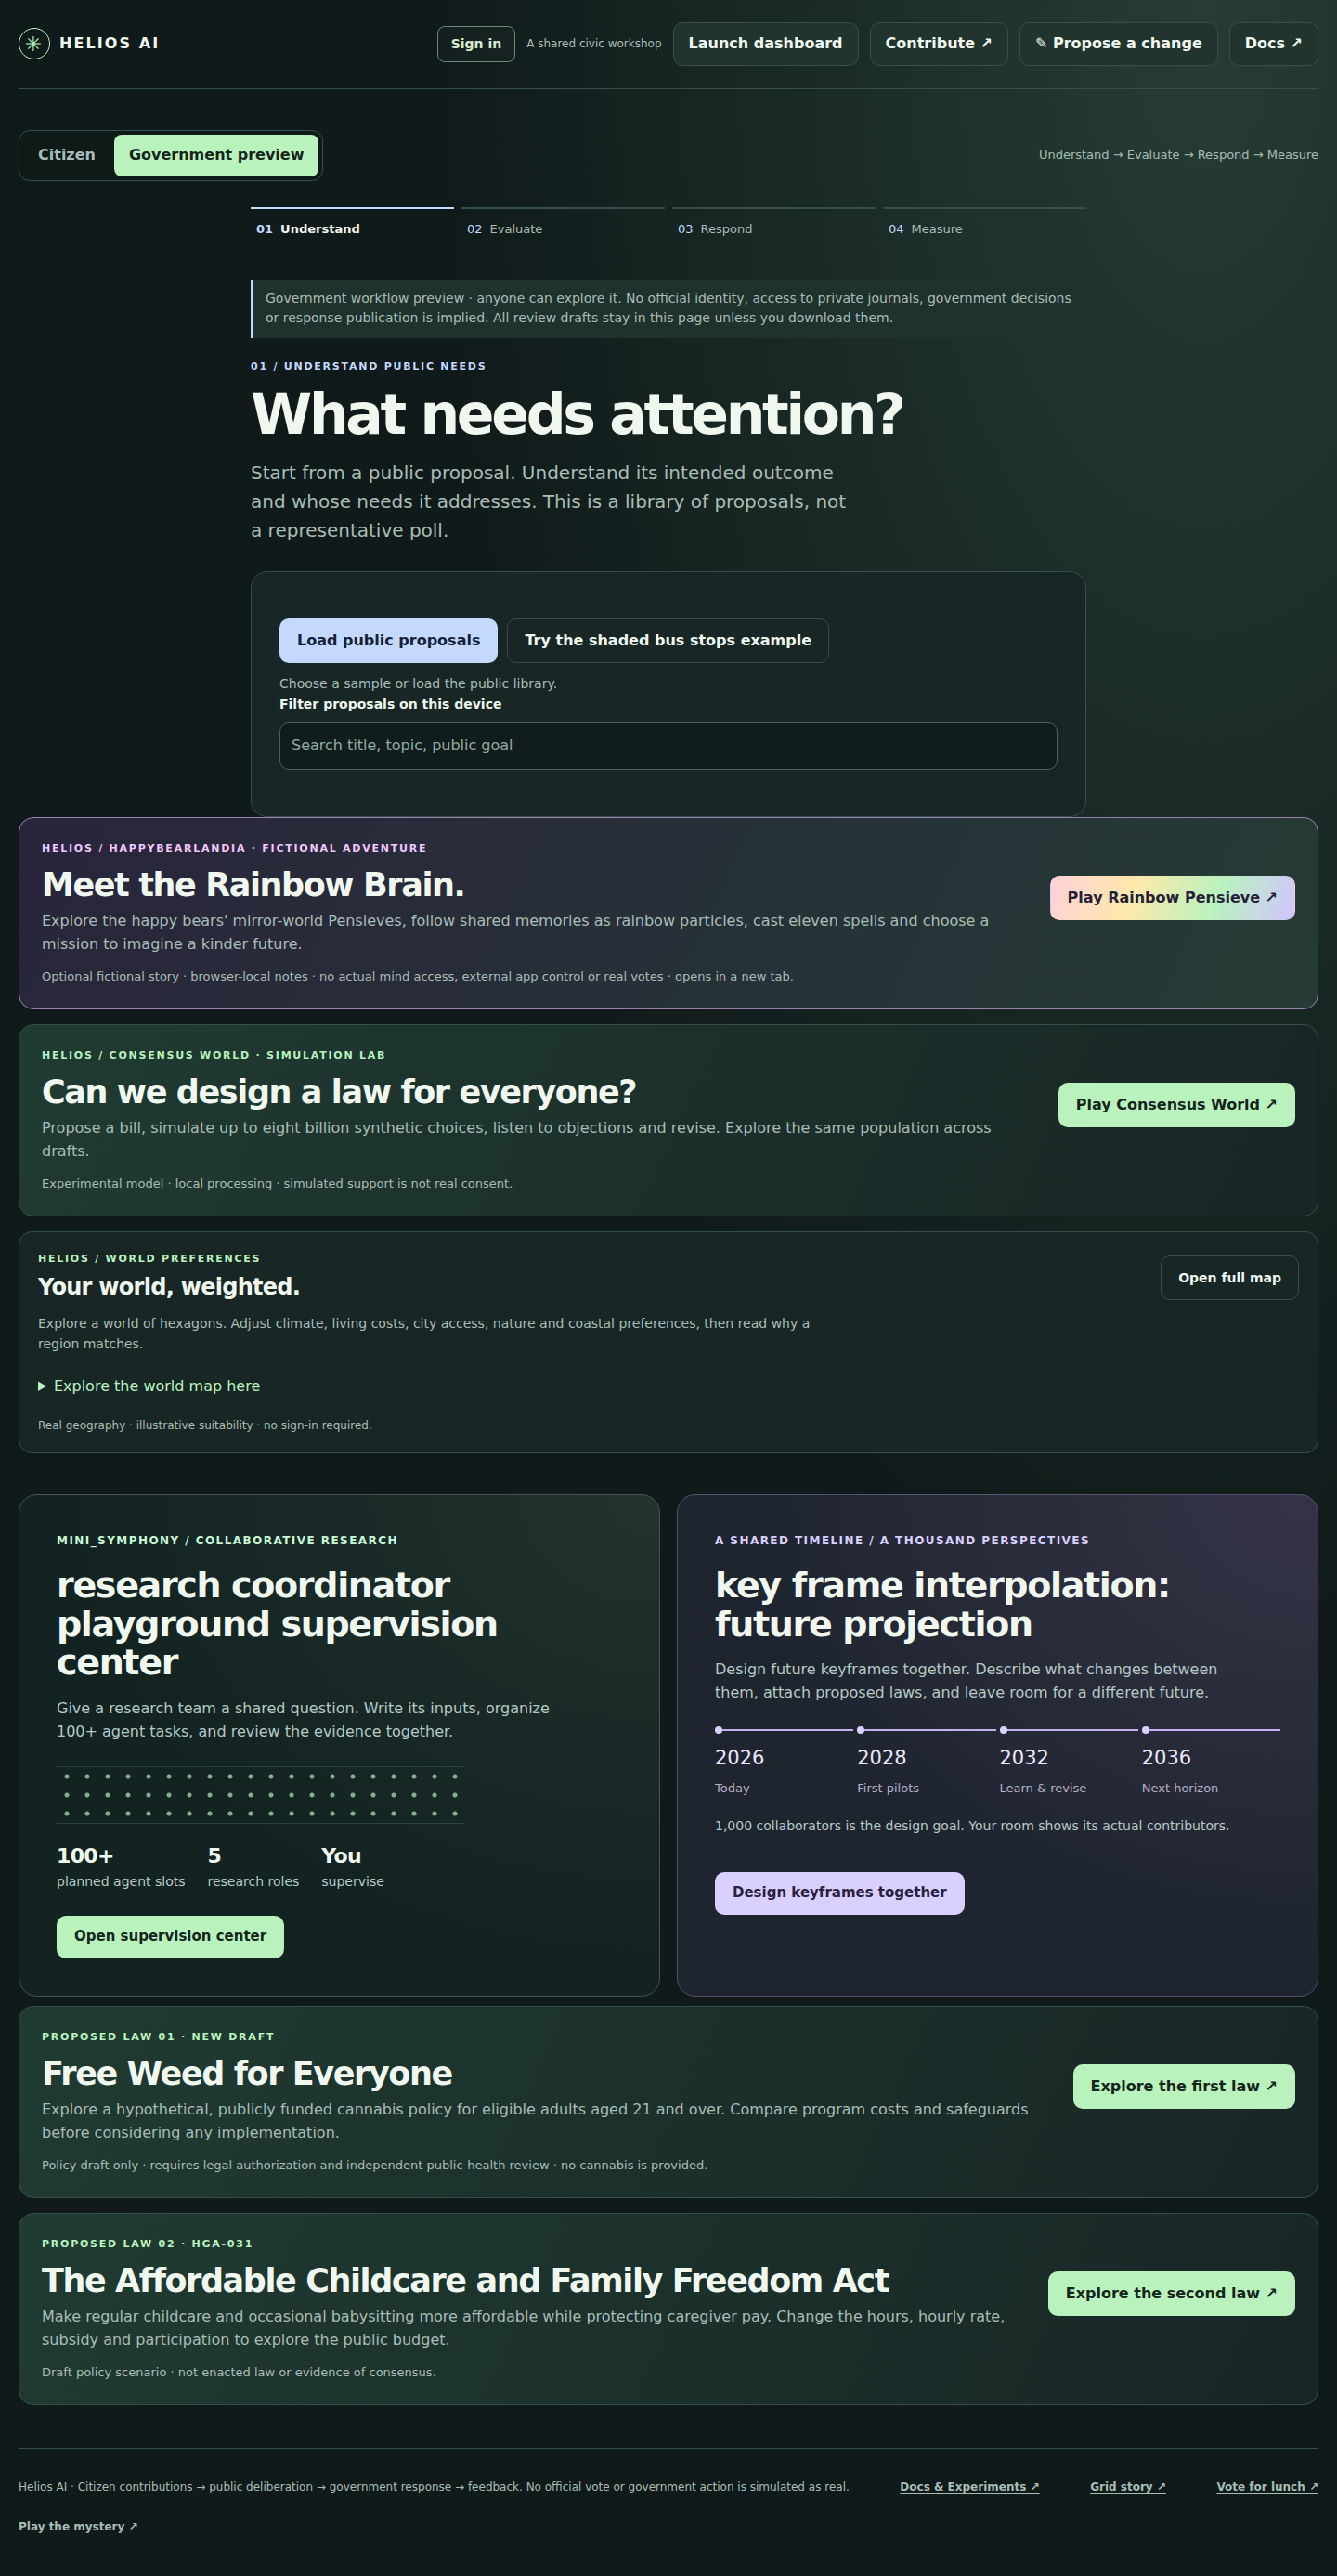 HELIOS AI
Sign in
A shared civic workshop
Launch dashboard
Contribute ↗
✎ Propose a change
Docs ↗
Citizen
Government preview
Understand → Evaluate → Respond → Measure
01 Understand
02 Evaluate
03 Respond
04 Measure
Government workflow preview · anyone can explore it. No official identity, access to private journals, government decisions
or response publication is implied. All review drafts stay in this page unless you download them.
01 / UNDERSTAND PUBLIC NEEDS
What needs attention?
Start from a public proposal. Understand its intended outcome
and whose needs it addresses. This is a library of proposals, not
a representative poll.
Load public proposals
Try the shaded bus stops example
Choose a sample or load the public library.
Filter proposals on this device
Search title, topic, public goal
HELIOS / HAPPYBEARLANDIA · FICTIONAL ADVENTURE
Meet the Rainbow Brain.
Explore the happy bears' mirror-world Pensieves, follow shared memories as rainbow particles, cast eleven spells and choose a
mission to imagine a kinder future.
Optional fictional story · browser-local notes · no actual mind access, external app control or real votes · opens in a new tab.
Play Rainbow Pensieve ↗
HELIOS / CONSENSUS WORLD · SIMULATION LAB
Can we design a law for everyone?
Propose a bill, simulate up to eight billion synthetic choices, listen to objections and revise. Explore the same population across
drafts.
Experimental model · local processing · simulated support is not real consent.
Play Consensus World ↗
HELIOS / WORLD PREFERENCES
Your world, weighted.
Explore a world of hexagons. Adjust climate, living costs, city access, nature and coastal preferences, then read why a
region matches.
Open full map
▶ Explore the world map here
Real geography · illustrative suitability · no sign-in required.
MINI_SYMPHONY / COLLABORATIVE RESEARCH
research coordinator
playground supervision
center
Give a research team a shared question. Write its inputs, organize
100+ agent tasks, and review the evidence together.
100+
planned agent slots
5
research roles
You
supervise
Open supervision center
A SHARED TIMELINE / A THOUSAND PERSPECTIVES
key frame interpolation:
future projection
Design future keyframes together. Describe what changes between
them, attach proposed laws, and leave room for a different future.
2026
Today
2028
First pilots
2032
Learn & revise
2036
Next horizon
1,000 collaborators is the design goal. Your room shows its actual contributors.
Design keyframes together
PROPOSED LAW 01 · NEW DRAFT
Free Weed for Everyone
Explore a hypothetical, publicly funded cannabis policy for eligible adults aged 21 and over. Compare program costs and safeguards
before considering any implementation.
Policy draft only · requires legal authorization and independent public-health review · no cannabis is provided.
Explore the first law ↗
PROPOSED LAW 02 · HGA-031
The Affordable Childcare and Family Freedom Act
Make regular childcare and occasional babysitting more affordable while protecting caregiver pay. Change the hours, hourly rate,
subsidy and participation to explore the public budget.
Draft policy scenario · not enacted law or evidence of consensus.
Explore the second law ↗
Helios AI · Citizen contributions → public deliberation → government response → feedback. No official vote or government action is simulated as real.
Docs & Experiments ↗
Grid story ↗
Vote for lunch ↗
Play the mystery ↗